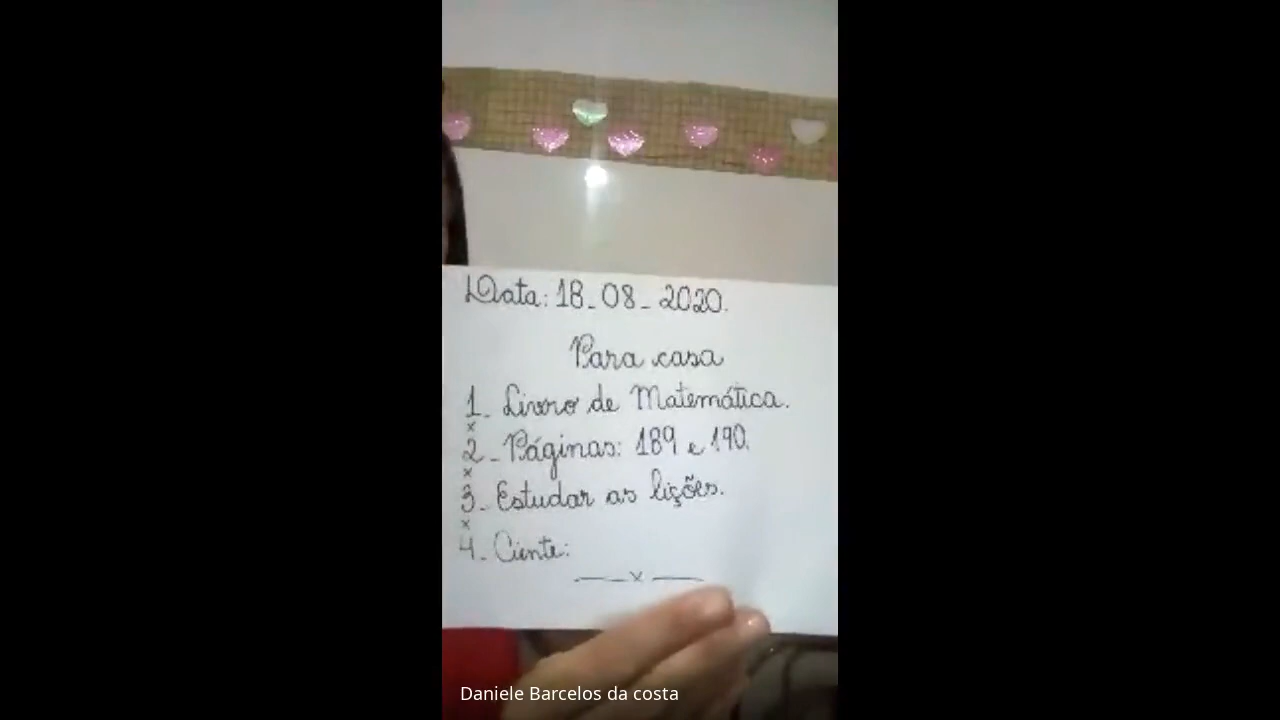 Data: 18-08-2020.
Para casa
1- Livro de Matemática.
x
2- Páginas: 189 e 190.
x
3- Estudar as lições.
x
4- Ciente:
——x——
Daniele Barcelos da costa